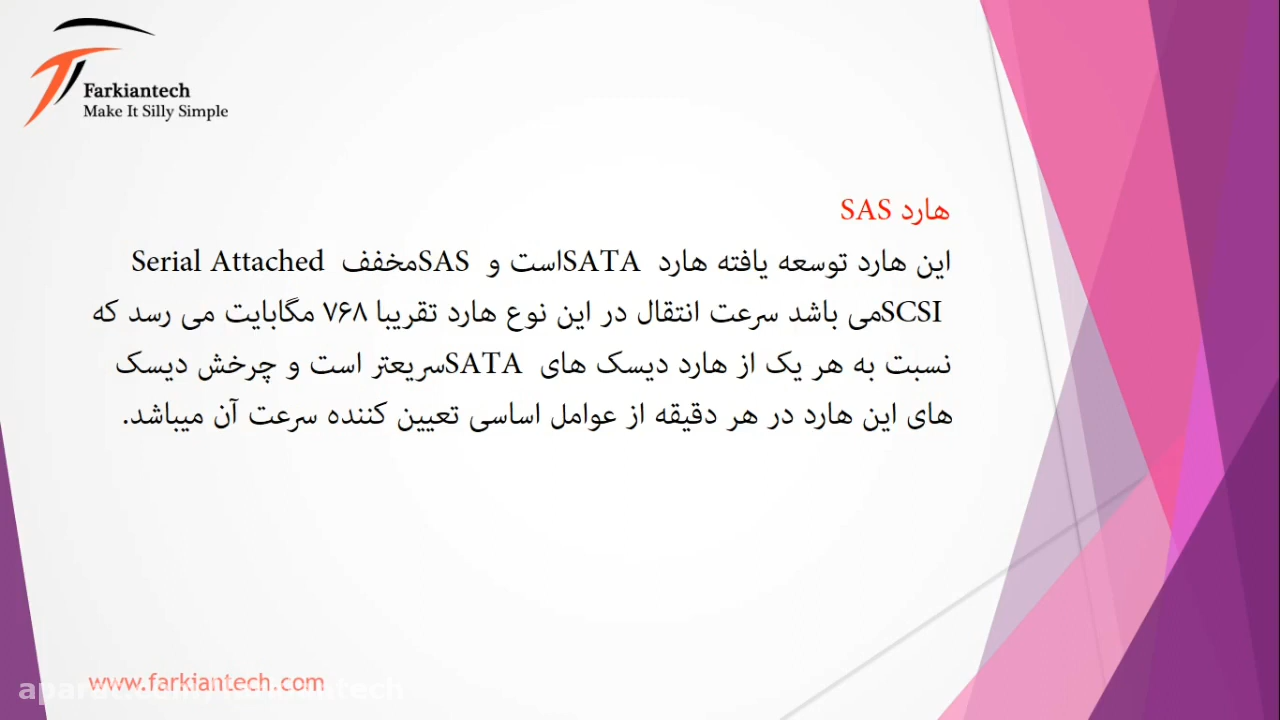 Farkiantech
Make It Silly Simple
هارد SAS
این هارد توسعه یافته هارد SATAاست و SASمخفف Serial Attached
SCSIمی باشد سرعت انتقال در این نوع هارد تقریبا ۷۶۸ مگابایت می رسد که
نسبت به هر یک از هارد دیسک های SATAسریعتر است و چرخش دیسک
های این هارد در هر دقیقه از عوامل اساسی تعیین کننده سرعت آن میباشد.
www.farkiantech.com
aparat.com/farkiantech